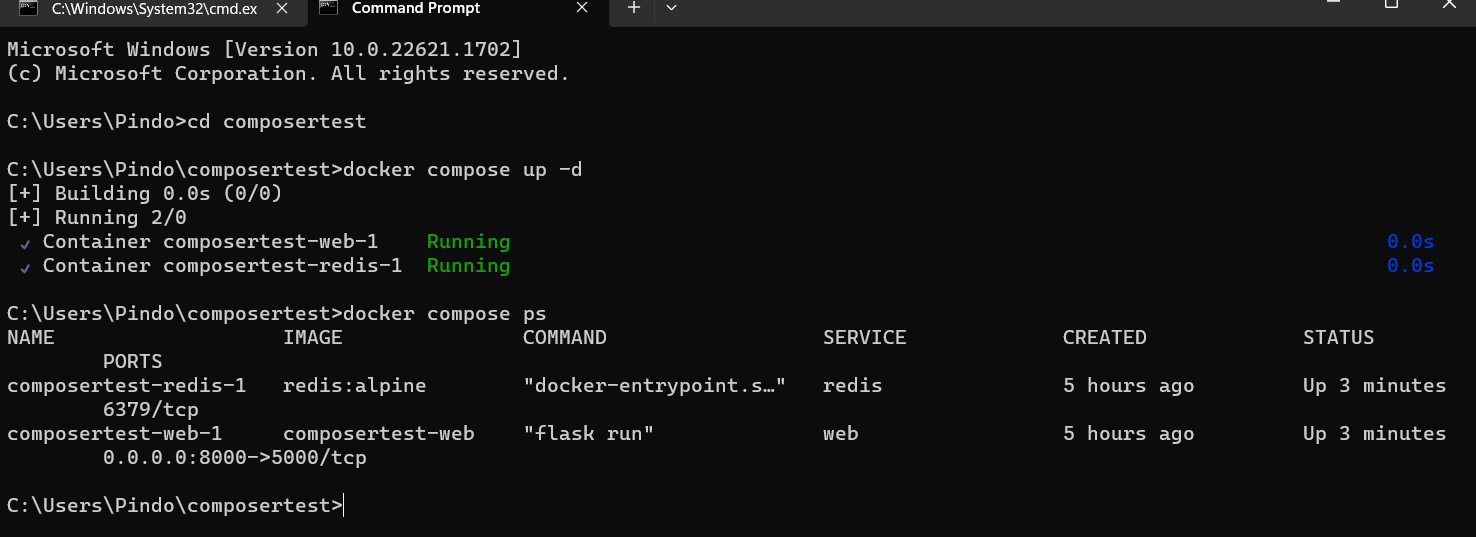 C:\Windows\System32\cmd.ex
Command Prompt
Microsoft Windows [Version 10.0.22621.1702]
(c) Microsoft Corporation. All rights reserved.
C:\Users\Pindo>cd composertest
C:\Users\Pindo\composertest>docker compose up -d
[+] Building 0.0s (0/0)
[+] Running 2/0
✔ Container composertest-web-1 Running 0.0s
✔ Container composertest-redis-1 Running 0.0s
C:\Users\Pindo\composertest>docker compose ps
NAME IMAGE COMMAND SERVICE CREATED STATUS
PORTS
composertest-redis-1 redis:alpine "docker-entrypoint.s…" redis 5 hours ago Up 3 minutes
6379/tcp
composertest-web-1 composertest-web "flask run" web 5 hours ago Up 3 minutes
0.0.0.0:8000->5000/tcp
C:\Users\Pindo\composertest>